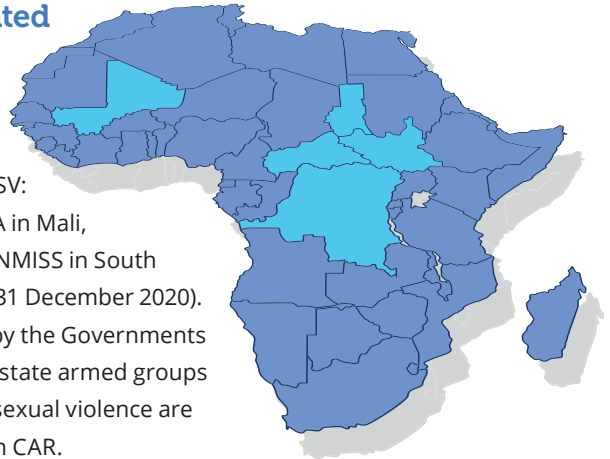 ted
SV:
A in Mali,
NMISS in South
31 December 2020).
by the Governments
state armed groups
sexual violence are
n CAR.